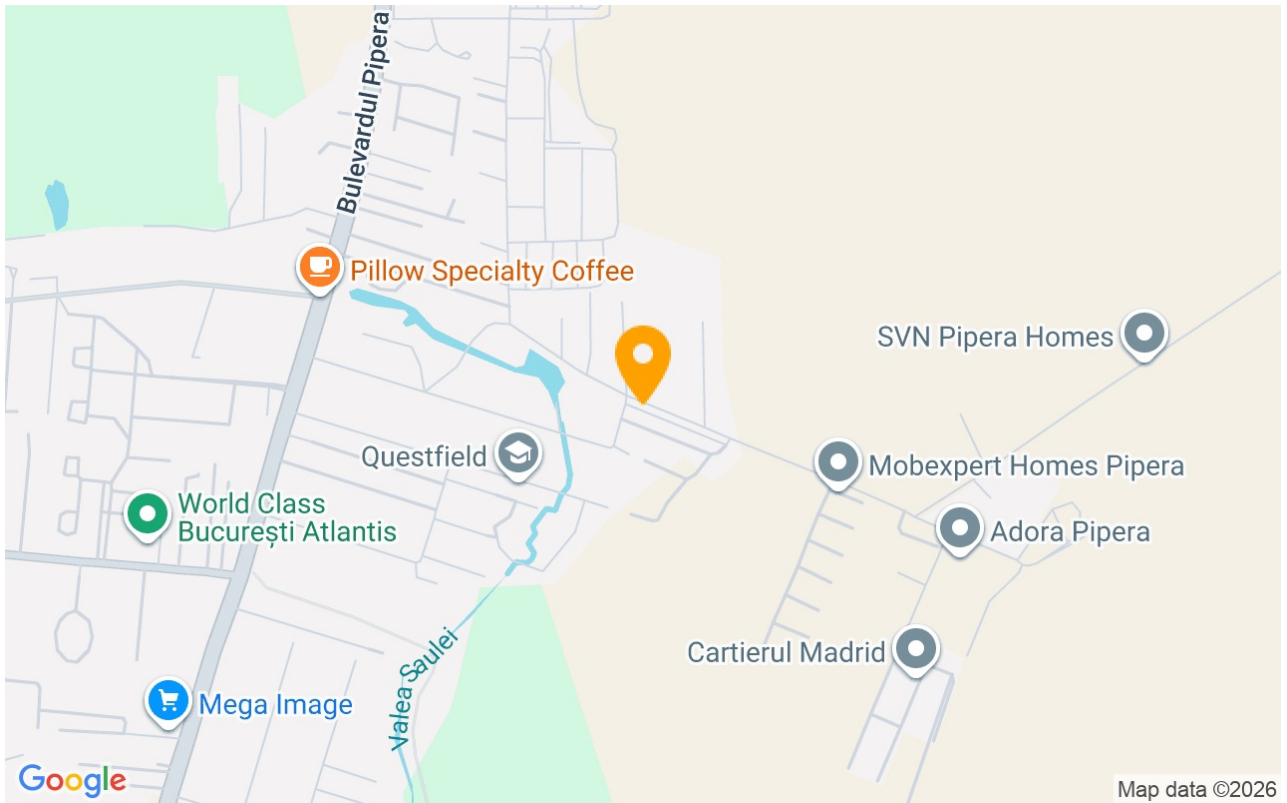 Bulevardul Pipera
Pillow Specialty Coffee
SVN Pipera Homes
Questfield
Mobexpert Homes Pipera
World Class
București Atlantis
Adora Pipera
Cartierul Madrid
Valea Saulei
Mega Image
Google
Map data ©2026